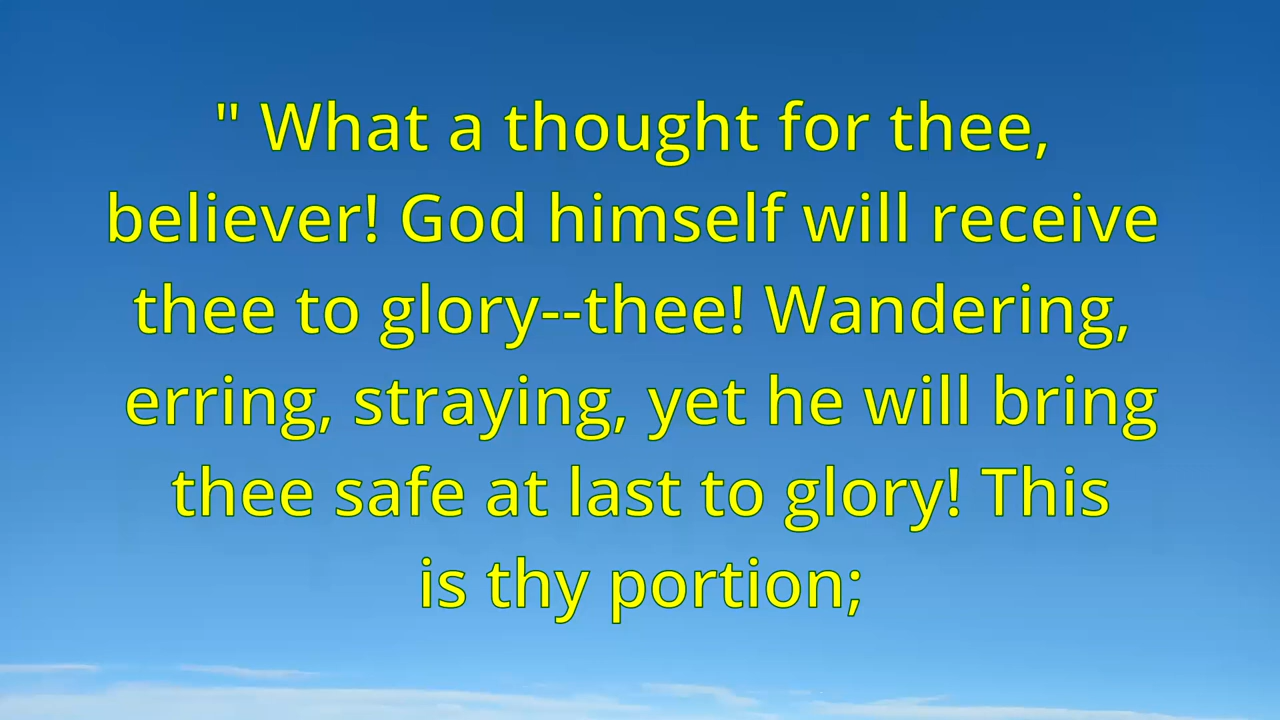 " What a thought for thee,
believer! God himself will receive
thee to glory--thee! Wandering,
erring, straying, yet he will bring
thee safe at last to glory! This
is thy portion;